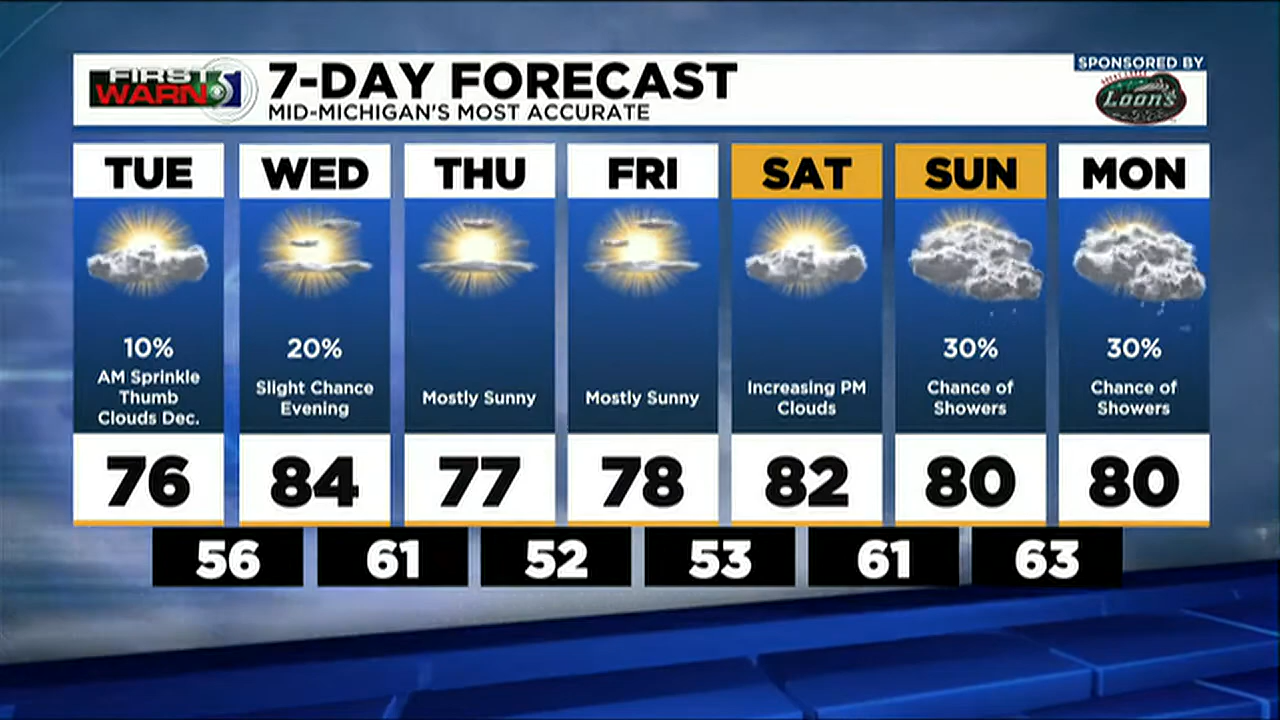 FIRST
WARN 5
7-DAY FORECAST
MID-MICHIGAN'S MOST ACCURATE
SPONSORED BY
Loons
TUE
10%
AM Sprinkle
Thumb
Clouds Dec.
76
WED
20%
Slight Chance
Evening
84
THU
Mostly Sunny
77
FRI
Mostly Sunny
78
SAT
Increasing PM
Clouds
82
SUN
30%
Chance of
Showers
80
MON
30%
Chance of
Showers
80
56
61
52
53
61
63